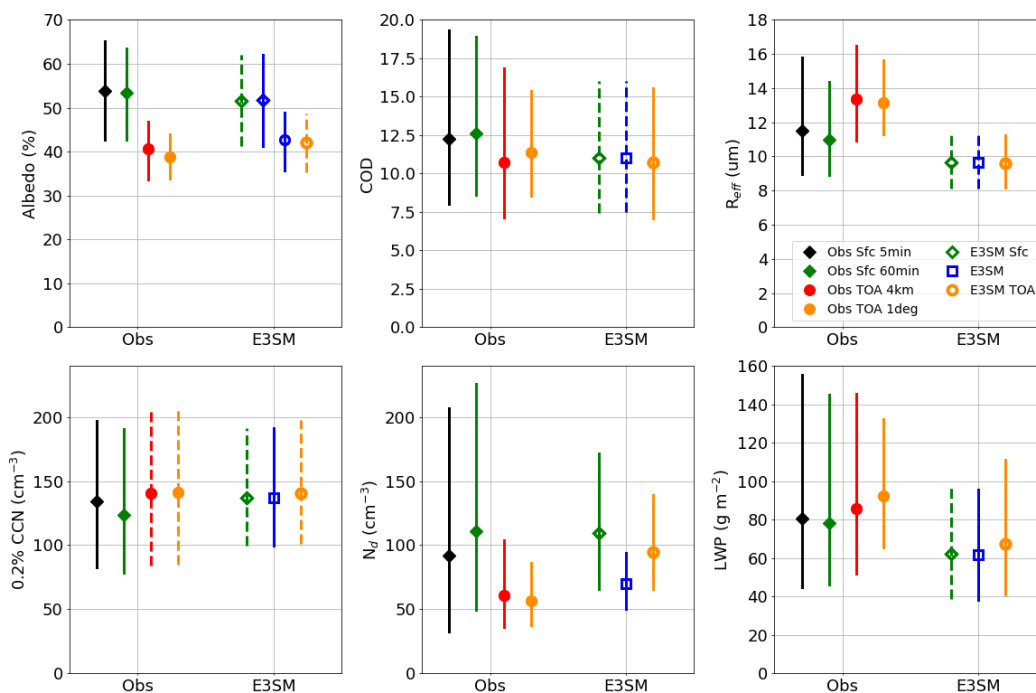 Albedo (%)
70
60
50
40
30
20
10
0
Obs
E3SM
COD
20.0
17.5
15.0
12.5
10.0
7.5
5.0
2.5
0.0
Obs
E3SM
R_eff (um)
18
16
14
12
10
8
6
4
2
0
Obs Sfc 5min
Obs Sfc 60min
Obs TOA 4km
Obs TOA 1deg
E3SM Sfc
E3SM
E3SM TOA
Obs
E3SM
0.2% CCN (cm⁻³)
200
150
100
50
0
Obs
E3SM
N_d (cm⁻³)
200
150
100
50
0
Obs
E3SM
LWP (g m⁻²)
160
140
120
100
80
60
40
20
0
Obs
E3SM